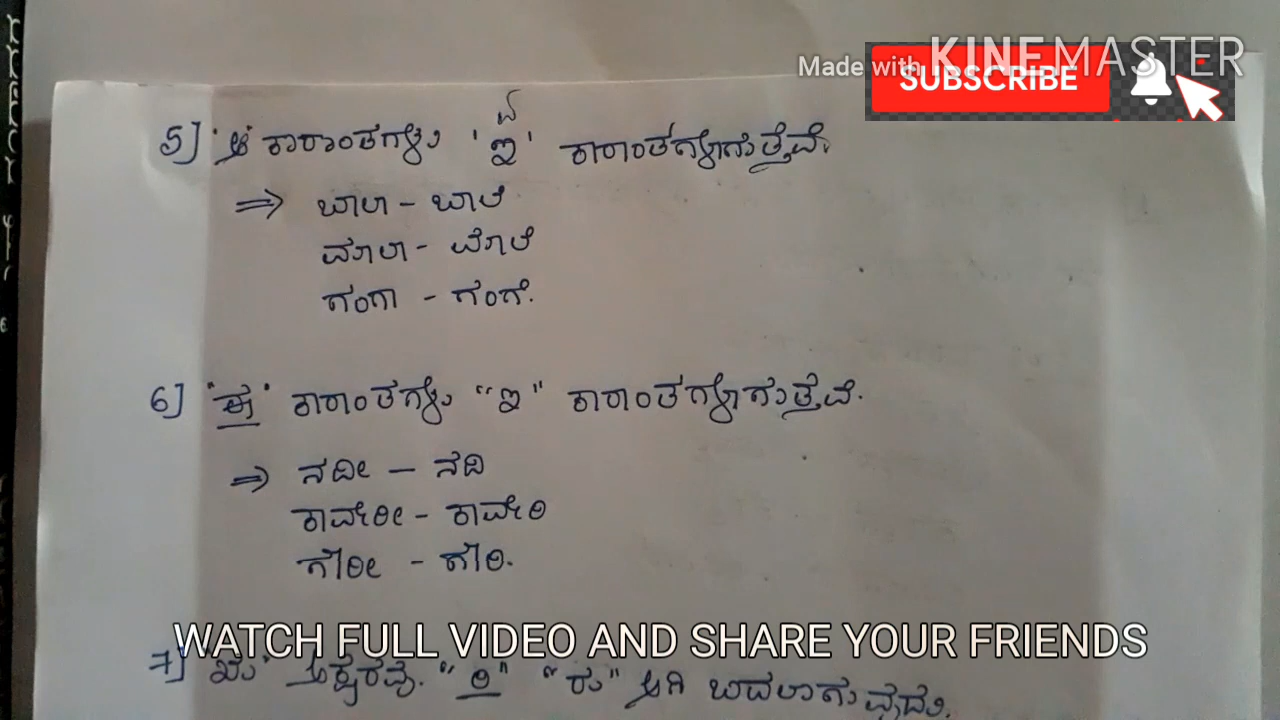 Made with KINEMASTER
SUBSCRIBE
ಎ
5] 'ಆ' ಕಾರಾಂತಗಳು 'ಇ' ಕಾರಾಂತಗಳಾಗುತ್ತವೆ.
⇒ ಬಾಲಾ - ಬಾಲೆ
ಮಾಲಾ - ಮಾಲೆ
ಗಂಗಾ - ಗಂಗೆ.
6] "ಈ" ಕಾರಾಂತಗಳು "ಇ" ಕಾರಾಂತಗಳಾಗುತ್ತವೆ.
⇒ ನದೀ - ನದಿ
ಕಾವೇರೀ - ಕಾವೇರಿ
ಗೌರೀ - ಗೌರಿ.
WATCH FULL VIDEO AND SHARE YOUR FRIENDS
7] ಋ' ಅಕ್ಷರವು "ರಿ" "ರು" ಆಗಿ ಬದಲಾಗುವುದು.